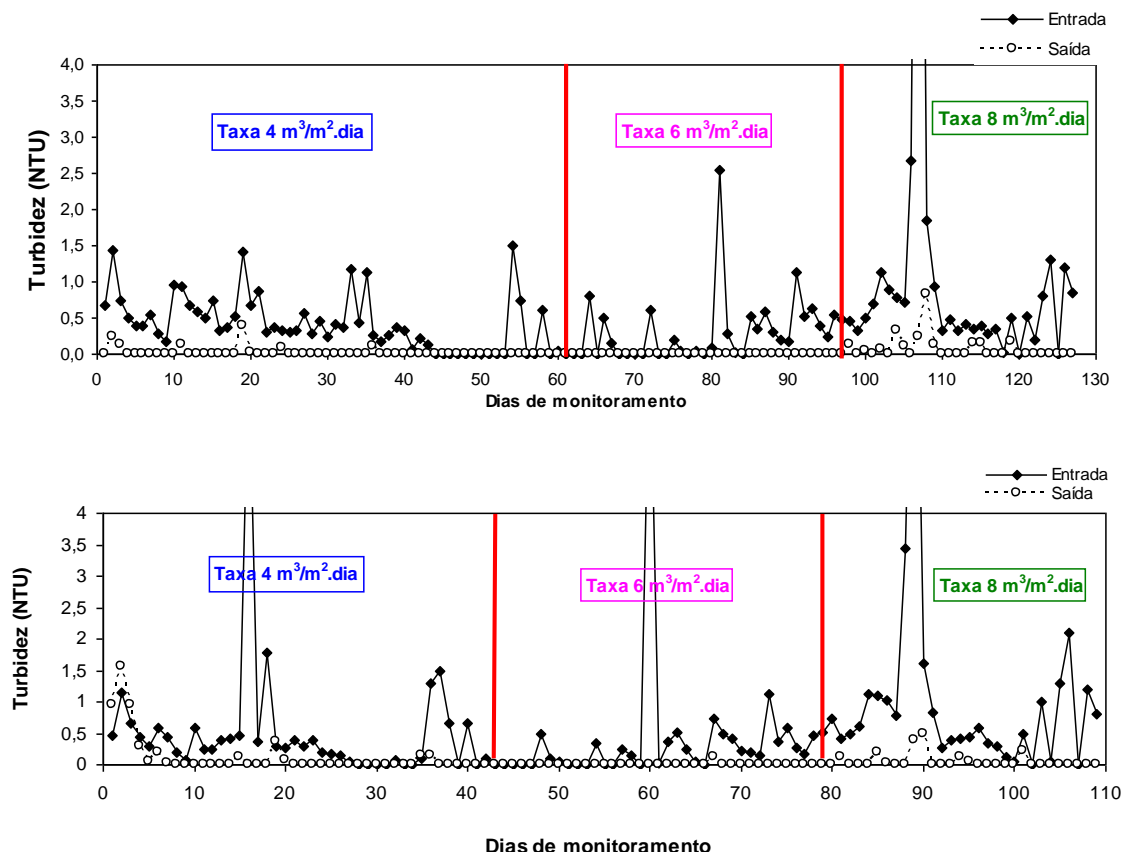 Entrada
Saída
4,0
3,5
3,0
2,5
2,0
1,5
1,0
0,5
0,0
Turbidez (NTU)
Taxa 4 m³/m².dia
Taxa 6 m³/m².dia
Taxa 8 m³/m².dia
0 10 20 30 40 50 60 70 80 90 100 110 120 130
Dias de monitoramento
Entrada
Saída
4
3,5
3
2,5
2
1,5
1
0,5
0
Turbidez (NTU)
Taxa 4 m³/m².dia
Taxa 6 m³/m².dia
Taxa 8 m³/m².dia
0 10 20 30 40 50 60 70 80 90 100 110
Dias de monitoramento